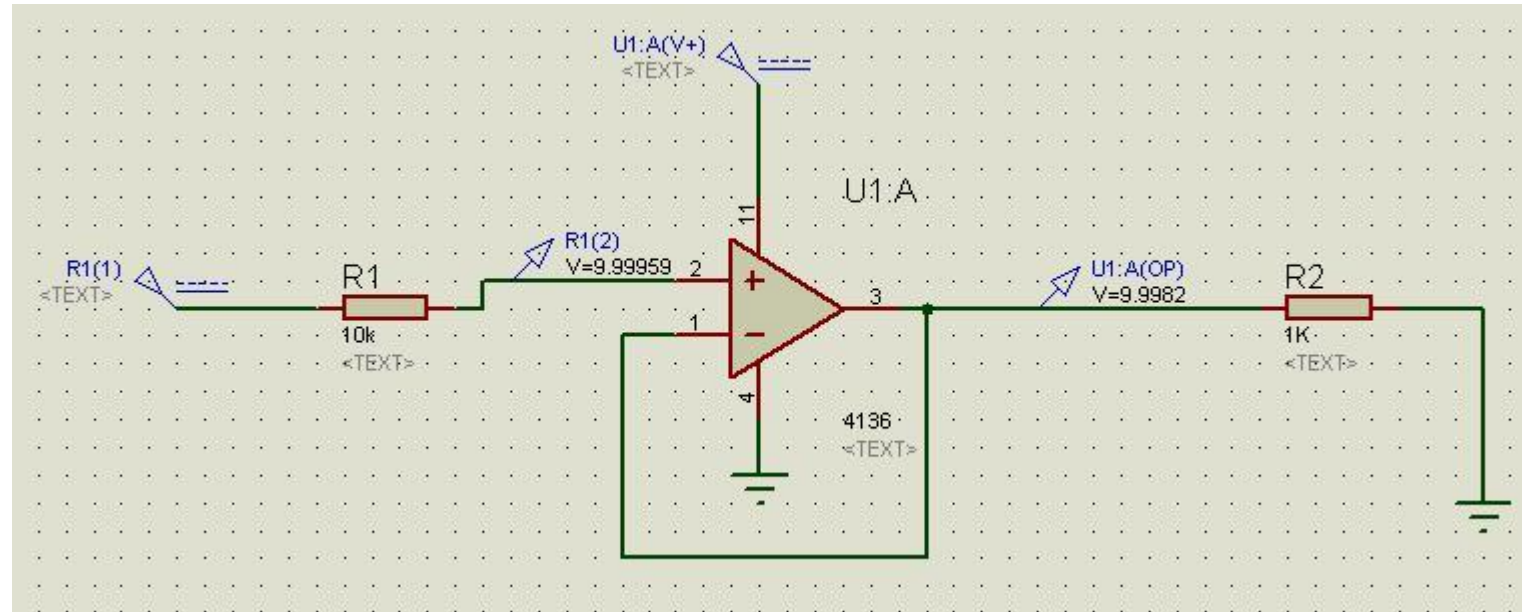 U1:A(V+)
<TEXT>
11
U1:A
R1(1)
<TEXT>
R1
10k
<TEXT>
R1(2)
V=9.99959
2
+
1
−
3
4
4136
<TEXT>
U1:A(OP)
V=9.9982
R2
1K
<TEXT>